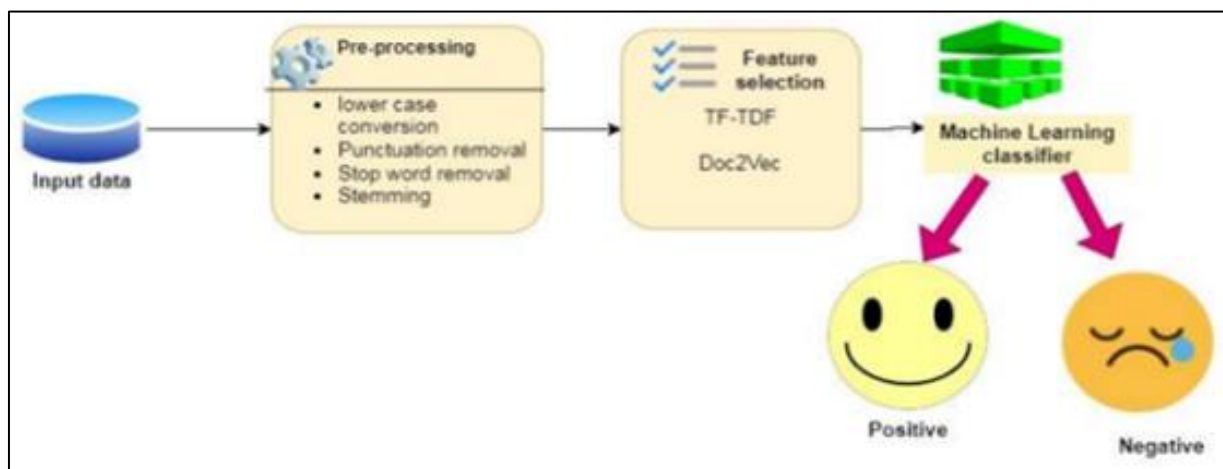 Input data
Pre-processing
• lower case
conversion
• Punctuation removal
• Stop word removal
• Stemming
Feature
selection
TF-TDF
Doc2Vec
Machine Learning
classifier
Positive
Negative